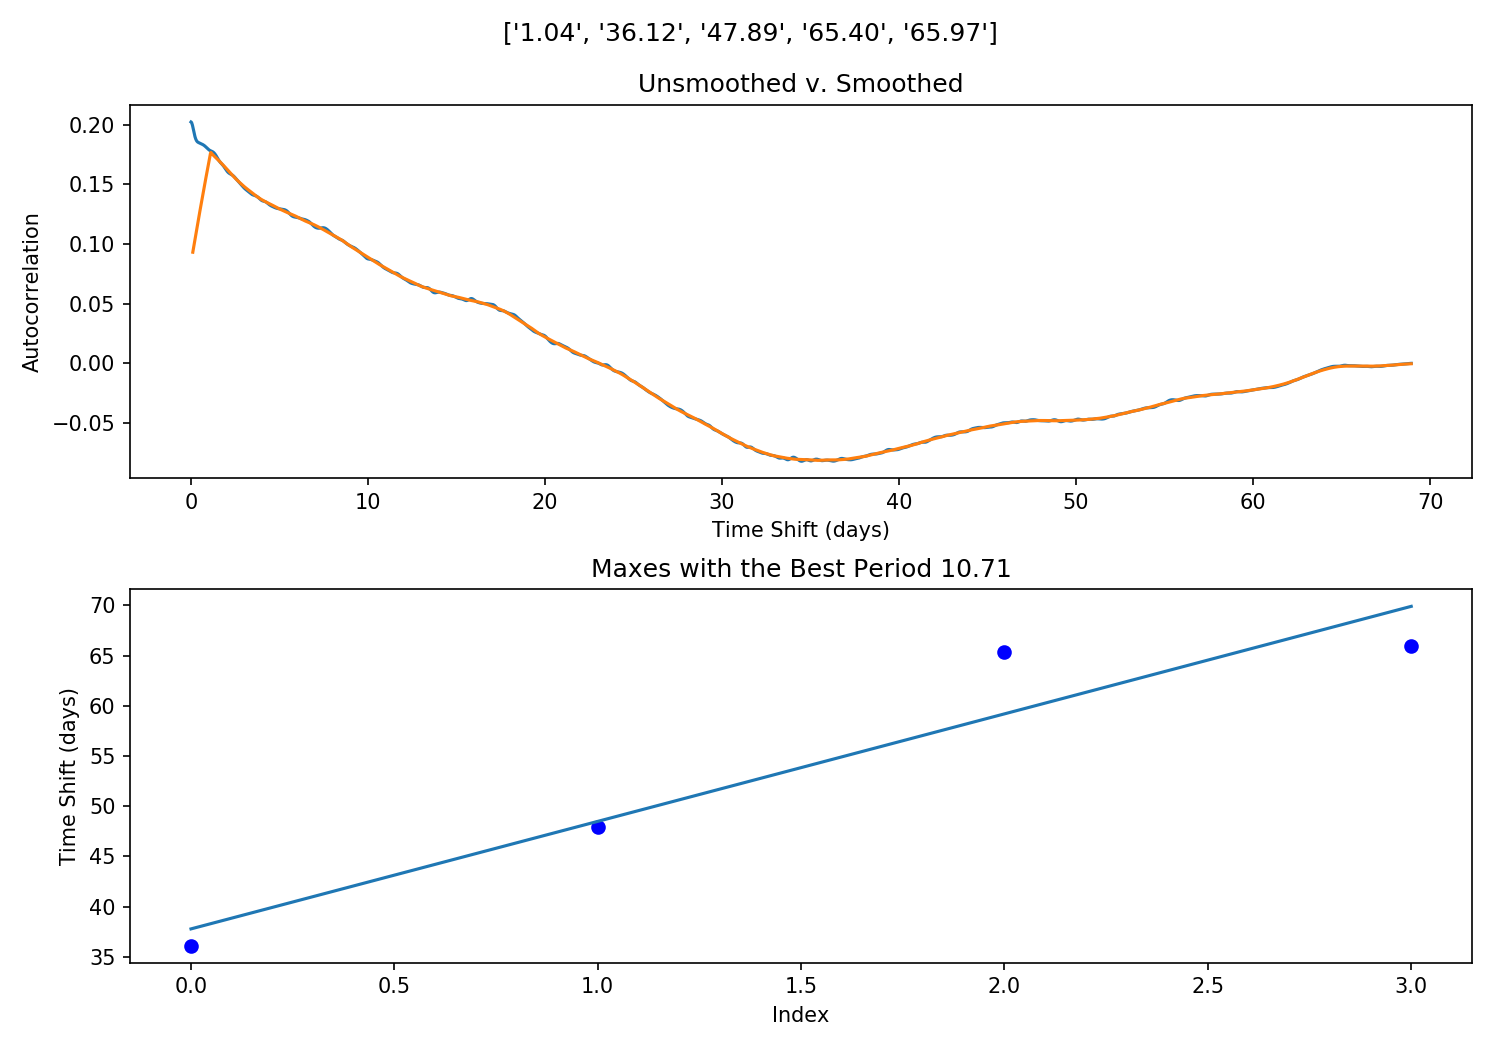 ['1.04', '36.12', '47.89', '65.40', '65.97']
Unsmoothed v. Smoothed
0.20
0.15
0.10
0.05
0.00
−0.05
Autocorrelation
0 10 20 30 40 50 60 70
Time Shift (days)
Maxes with the Best Period 10.71
70
65
60
55
50
45
40
35
Time Shift (days)
0.0 0.5 1.0 1.5 2.0 2.5 3.0
Index